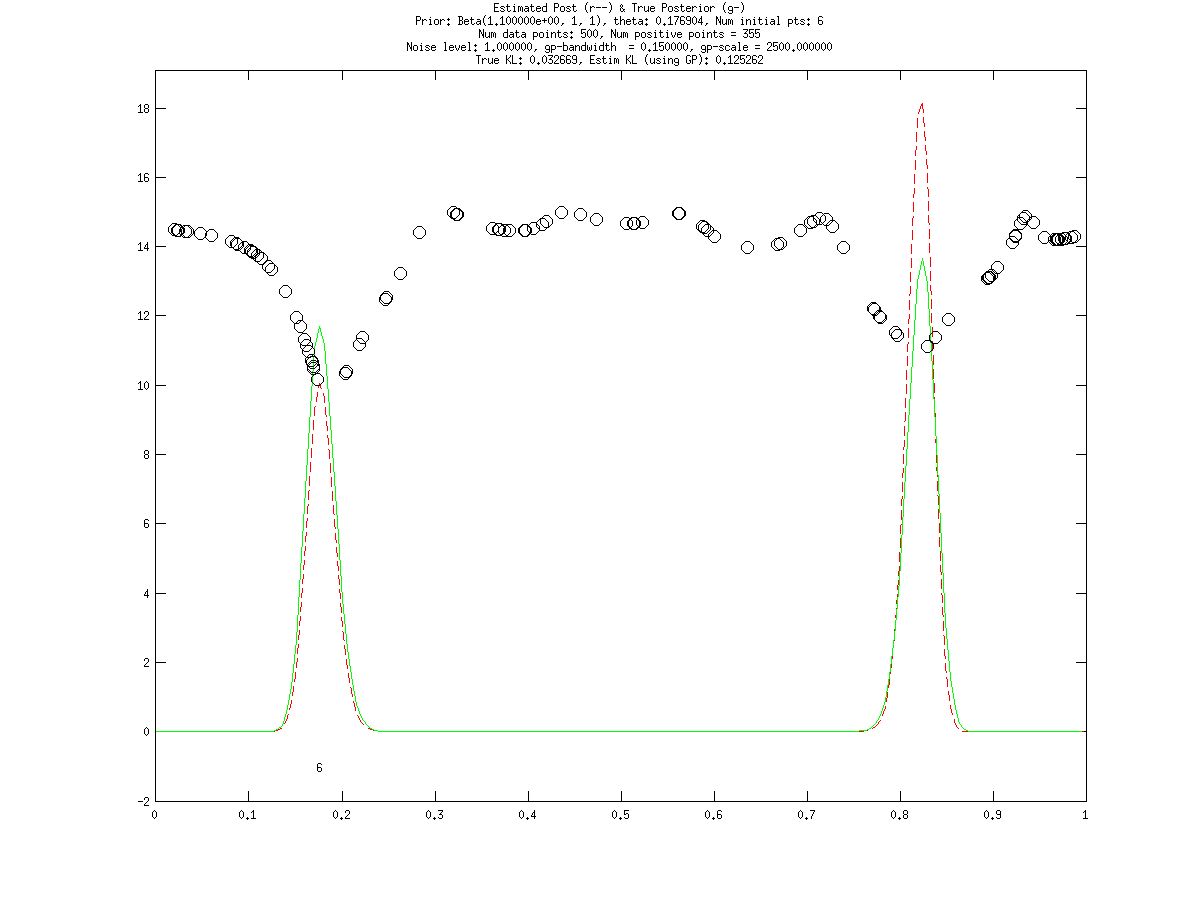 Estimated Post (r--) & True Posterior (g-)
Prior: Beta(1.100000e+00, 1, 1), theta: 0.176904, Num initial pts: 6
Num data points: 500, Num positive points = 355
Noise level: 1.000000, gp-bandwidth  = 0.150000, gp-scale = 2500.000000
True KL: 0.032669, Estim KL (using GP): 0.125262
18
16
14
12
10
8
6
4
2
0
6
-2
0 0.1 0.2 0.3 0.4 0.5 0.6 0.7 0.8 0.9 1